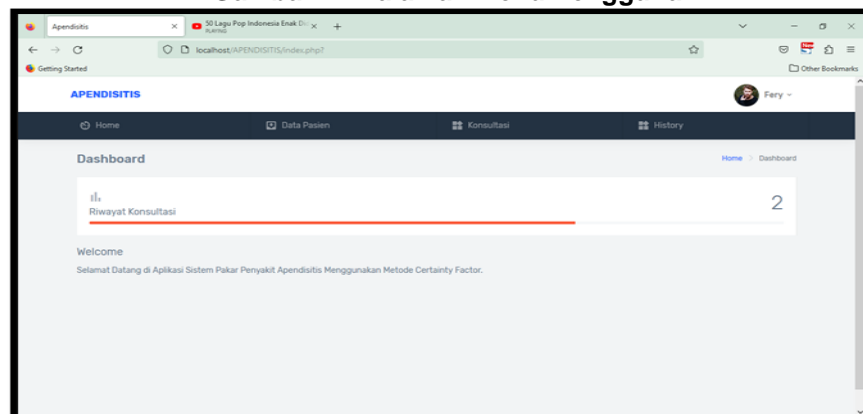 Apendisitis
50 Lagu Pop Indonesia Enak Di
PLAYING
localhost/APENDISITIS/index.php?
Getting Started
Other Bookmarks
APENDISITIS
Fery
Home
Data Pasien
Konsultasi
History
Dashboard
Home > Dashboard
Riwayat Konsultasi
2
Welcome
Selamat Datang di Aplikasi Sistem Pakar Penyakit Apendisitis Menggunakan Metode Certainty Factor.